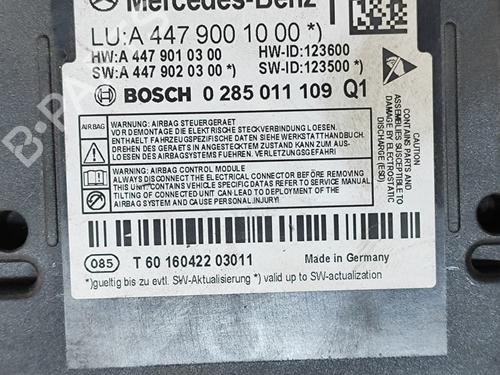 Mercedes-Benz
LU:A 447 900 10 00 *)
HW:A 447 901 03 00 HW-ID:123600
SW:A 447 902 03 00 *) SW-ID:123500 *)
BOSCH 0 285 011 109 Q1
AIRBAG
WARNUNG: AIRBAG STEUERGERAET
VOR DEMONTAGE DIE ELEKTRISCHE STECKVERBINDUNG LOESEN.
ENTHAELT FAHRZEUGSPEZIFISCHE DATEN SIEHE WERKSTATTHANDBUCH.
DREHEN DES GERAETS IN ANGESTECKTEM ZUSTAND KANN ZUM AUS-
LOESEN DES AIRBAGSYSTEMS FUEHREN. VERLETZUNGSGEFAHR!
AIRBAG
WARNING: AIRBAG CONTROL MODULE
ALWAYS DISCONNECT THE ELECTRICAL CONNECTOR BEFORE REMOVING
THIS UNIT. CONTAINS VEHICLE SPECIFIC DATA REFER TO SERVICE MANUAL
TILTING OF CONNECTED UNIT CAN LEAD TO DEPLOYMENT OF THE
AIRBAG SYSTEM AND CAUSE PERSONAL INJURY!
CAUTION
CONTAINS PARTS AND
ASSEMBLIES SUSCEPTIBLE TO
DAMAGE BY ELECTROSTATIC
DISCHARGE (ESD)
085 T 60 160422 03011 Made in Germany
*)gueltig bis zu evtl. SW-Aktualisierung *) valid up to SW-actualization
B-PARTS